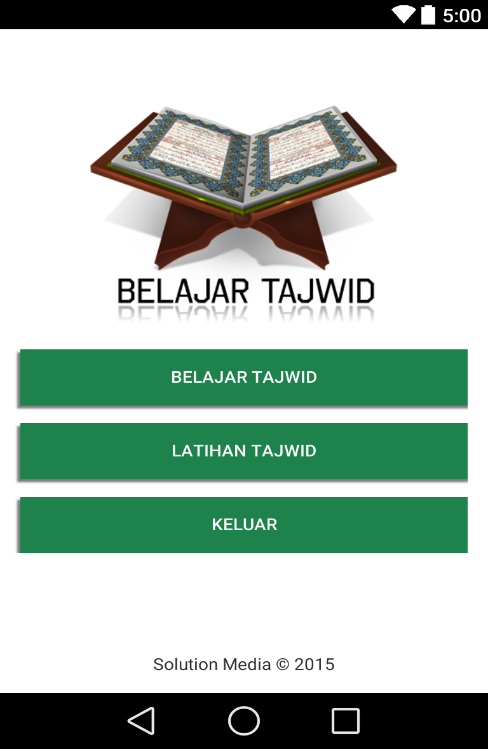 5:00
BELAJAR TAJWID
BELAJAR TAJWID
LATIHAN TAJWID
KELUAR
Solution Media © 2015